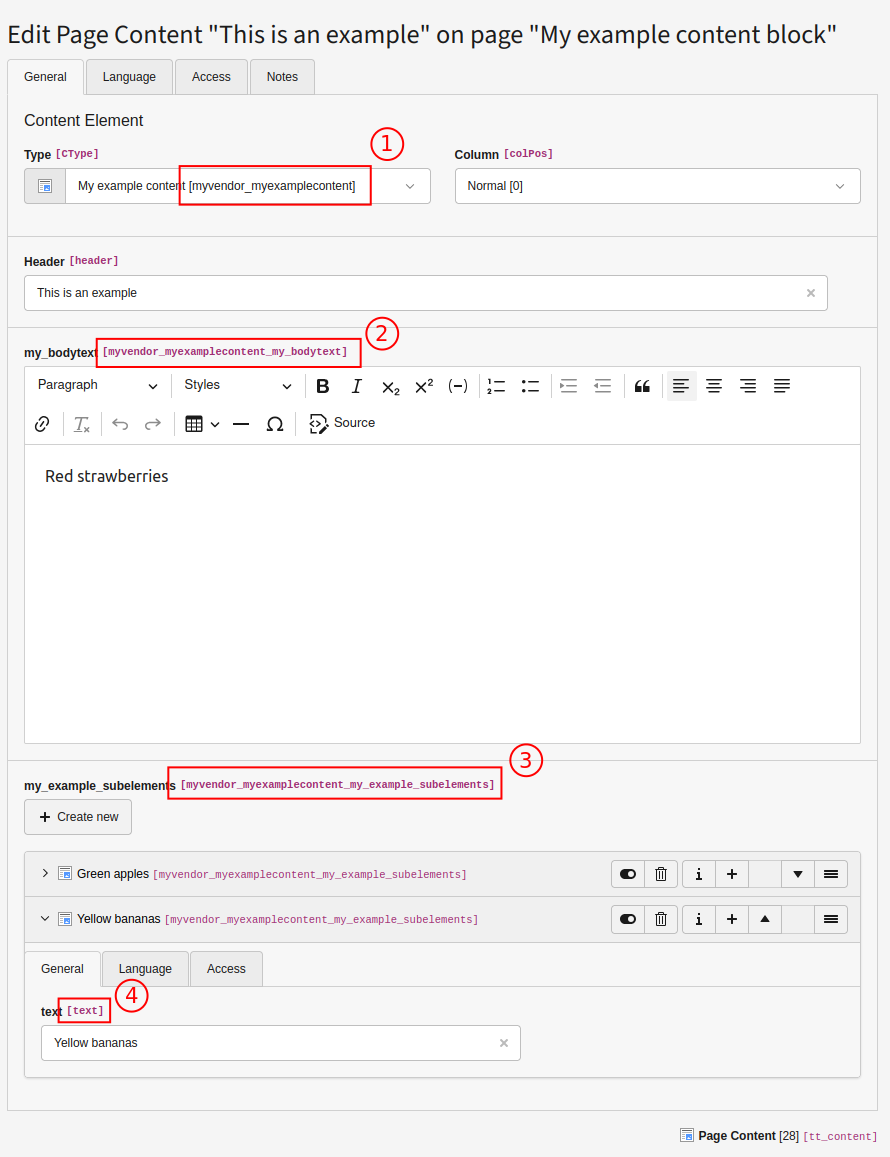 Edit Page Content "This is an example" on page "My example content block"
General Language Access Notes
Content Element
1
Type [CType] Column [colPos]
My example content [myvendor_myexamplecontent] Normal [0]
Header [header]
This is an example
2
my_bodytext [myvendor_myexamplecontent_my_bodytext]
Paragraph Styles
Source
Red strawberries
3
my_example_subelements [myvendor_myexamplecontent_my_example_subelements]
+ Create new
Green apples [myvendor_myexamplecontent_my_example_subelements]
Yellow bananas [myvendor_myexamplecontent_my_example_subelements]
General Language Access
4
text [text]
Yellow bananas
Page Content [28] [tt_content]